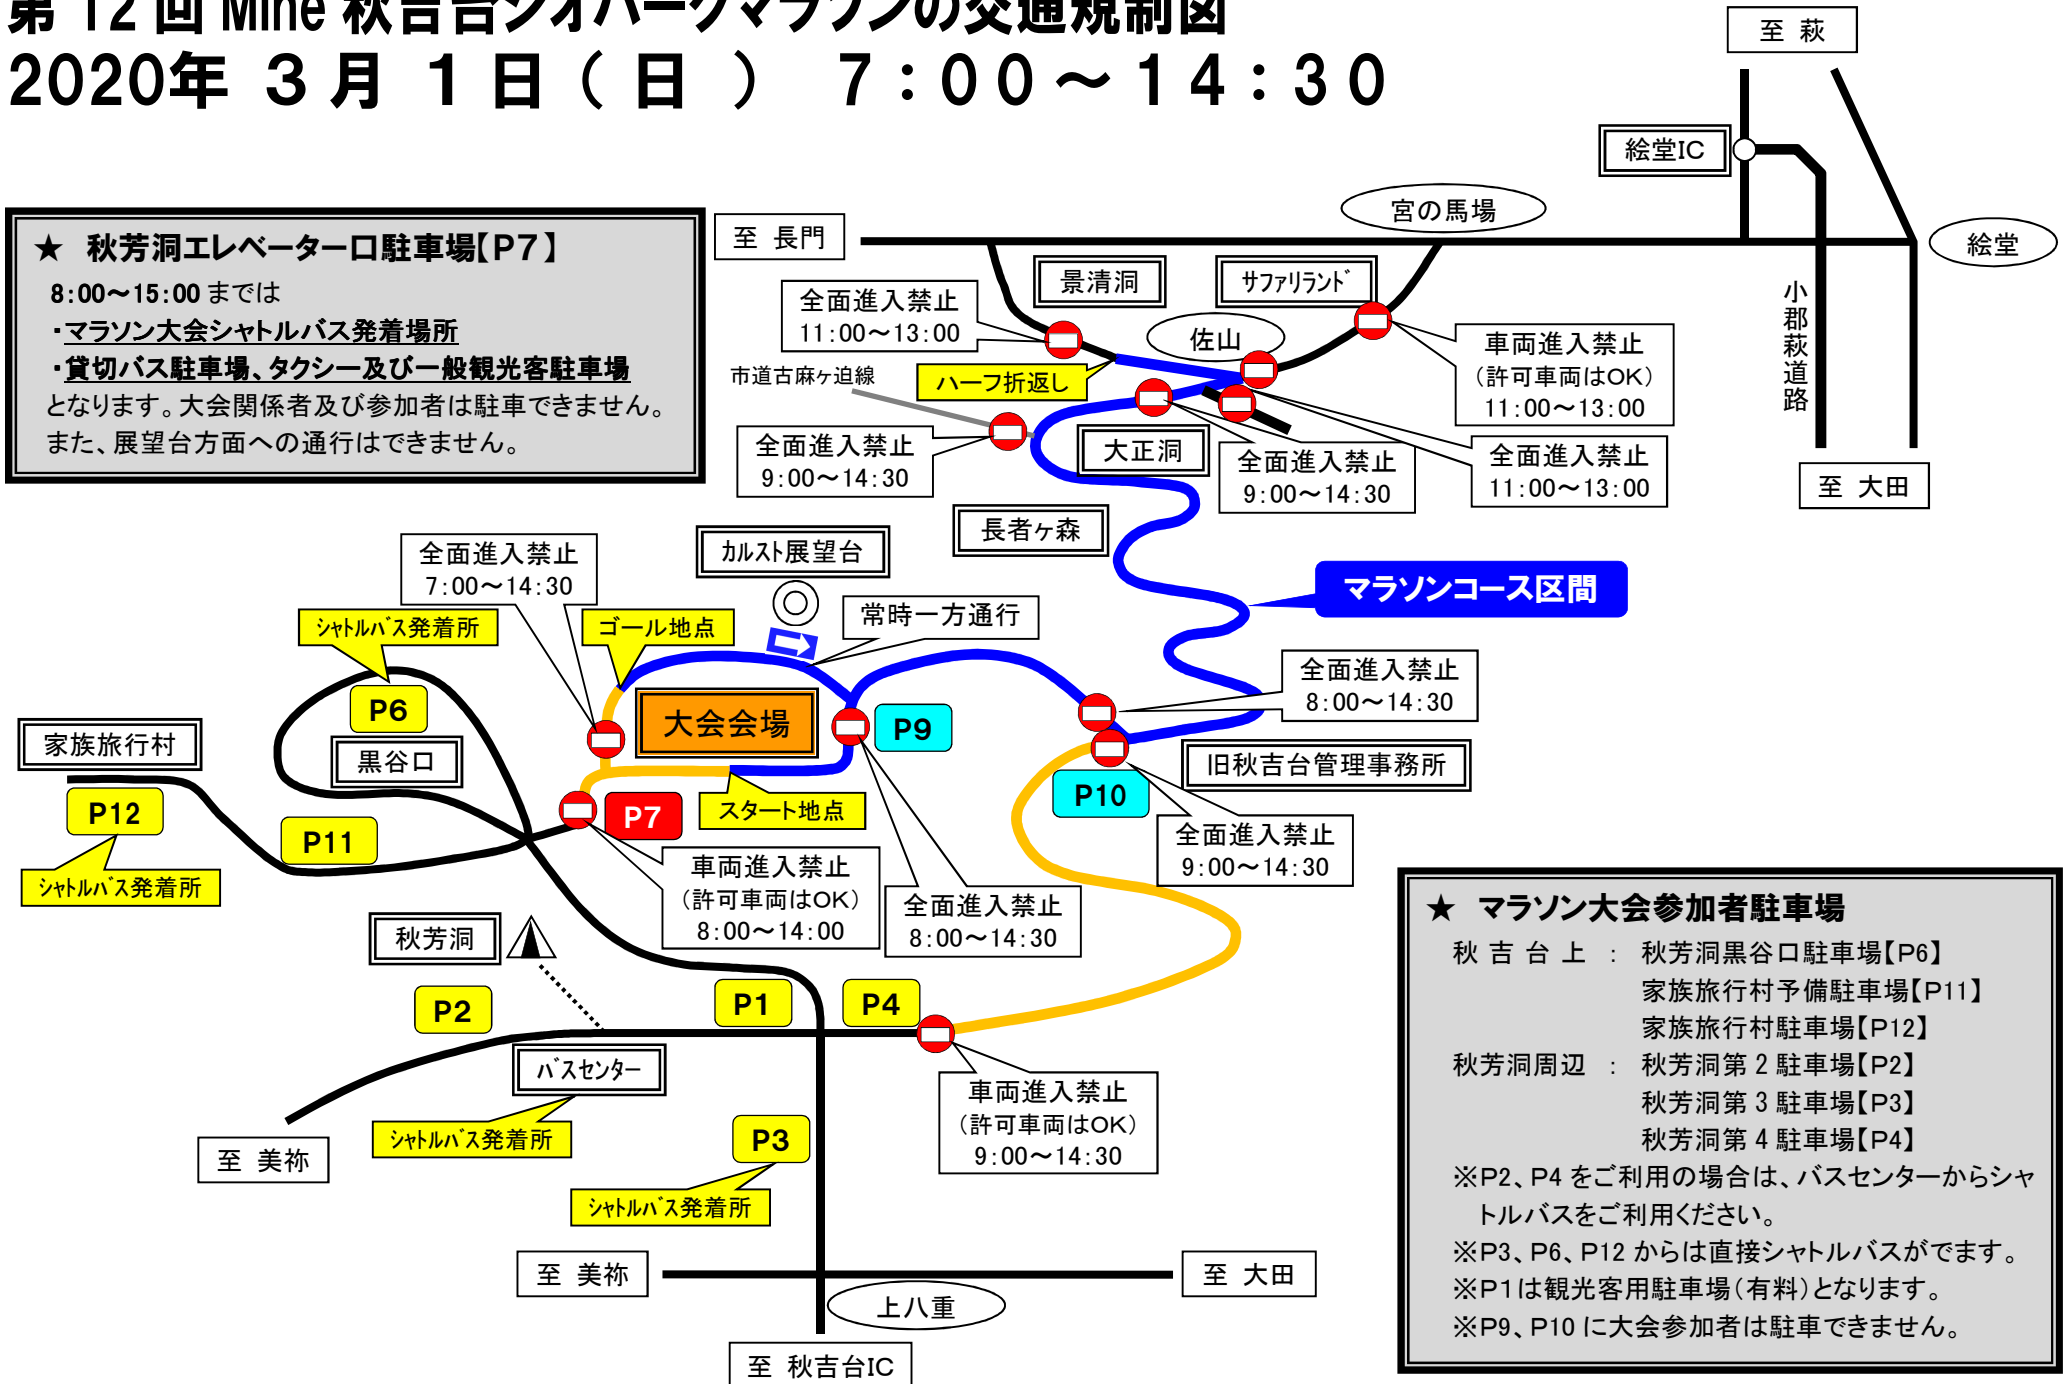 第 12 回 Mine 秋吉台ジオパークマラソンの交通規制図
2020年 3月 1日(日) 7:00～14:30
至 萩
絵堂IC
宮の馬場
至 長門
絵堂
★ 秋芳洞エレベーター口駐車場【P7】
8:00～15:00 までは
・マラソン大会シャトルバス発着場所
・貸切バス駐車場、タクシー及び一般観光客駐車場
となります。大会関係者及び参加者は駐車できません。
また、展望台方面への通行はできません。
景清洞
サファリランド
小郡萩道路
全面進入禁止
11:00～13:00
佐山
車両進入禁止
(許可車両はOK)
11:00～13:00
市道古麻ヶ迫線
ハーフ折返し
全面進入禁止
9:00～14:30
大正洞
全面進入禁止
9:00～14:30
全面進入禁止
11:00～13:00
至 大田
長者ヶ森
カルスト展望台
全面進入禁止
7:00～14:30
マラソンコース区間
シャトルバス発着所
ゴール地点
常時一方通行
全面進入禁止
8:00～14:30
P6
大会会場
P9
家族旅行村
黒谷口
旧秋吉台管理事務所
P12
P11
P7
スタート地点
P10
シャトルバス発着所
車両進入禁止
(許可車両はOK)
8:00～14:00
全面進入禁止
8:00～14:30
全面進入禁止
9:00～14:30
秋芳洞
P2
P1
P4
バスセンター
シャトルバス発着所
車両進入禁止
(許可車両はOK)
9:00～14:30
至 美祢
P3
シャトルバス発着所
至 美祢
至 大田
上八重
至 秋吉台IC
★ マラソン大会参加者駐車場
秋 吉 台 上 : 秋芳洞黒谷口駐車場【P6】
家族旅行村予備駐車場【P11】
家族旅行村駐車場【P12】
秋芳洞周辺 : 秋芳洞第 2 駐車場【P2】
秋芳洞第 3 駐車場【P3】
秋芳洞第 4 駐車場【P4】
※P2、P4 をご利用の場合は、バスセンターからシャ
トルバスをご利用ください。
※P3、P6、P12 からは直接シャトルバスがでます。
※P1は観光客用駐車場(有料)となります。
※P9、P10 に大会参加者は駐車できません。